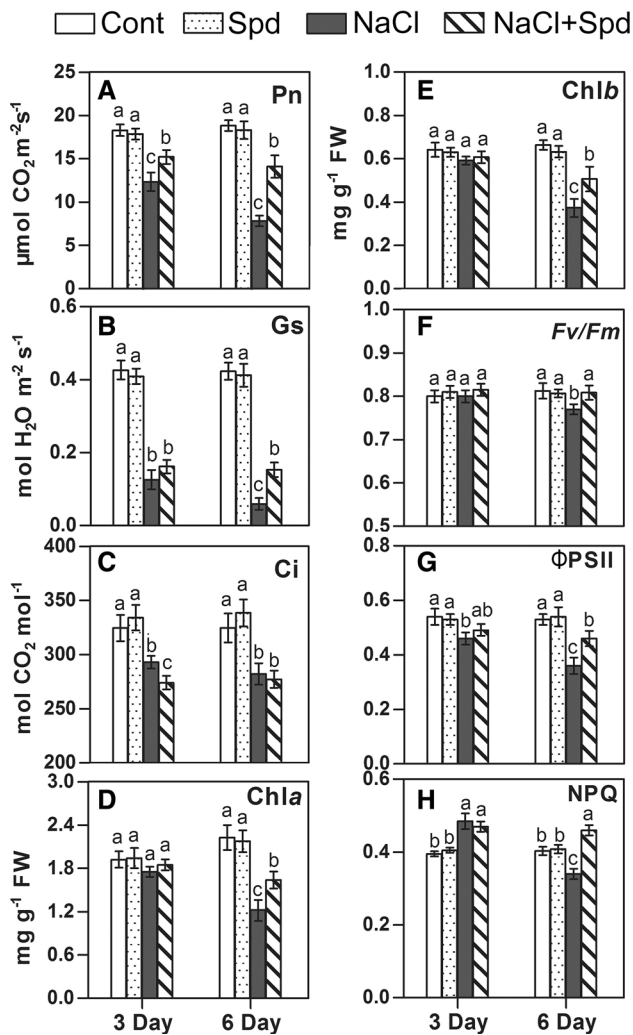 Cont Spd NaCl NaCl+Spd
A Pn
µmol CO₂ m⁻² s⁻¹
25
20
15
10
5
0
a a c b a a c b
B Gs
mol H₂O m⁻² s⁻¹
0.6
0.4
0.2
0.0
a a b b a a c b
C Ci
mol CO₂ mol⁻¹
400
350
300
250
200
a a b c a a b b
D Chla
mg g⁻¹ FW
3.0
2.4
1.8
1.2
0.6
0.0
a a a a a a c b
3 Day 6 Day
E Chlb
mg g⁻¹ FW
1.0
0.8
0.6
0.4
0.2
0.0
a a a a a a c b
F Fv/Fm
1.0
0.9
0.8
0.7
0.6
0.5
a a a a a a b a
G ΦPSII
0.8
0.6
0.4
0.2
0.0
a a b ab a a c b
H NPQ
0.6
0.4
0.2
0.0
b b a a b b c a
3 Day 6 Day